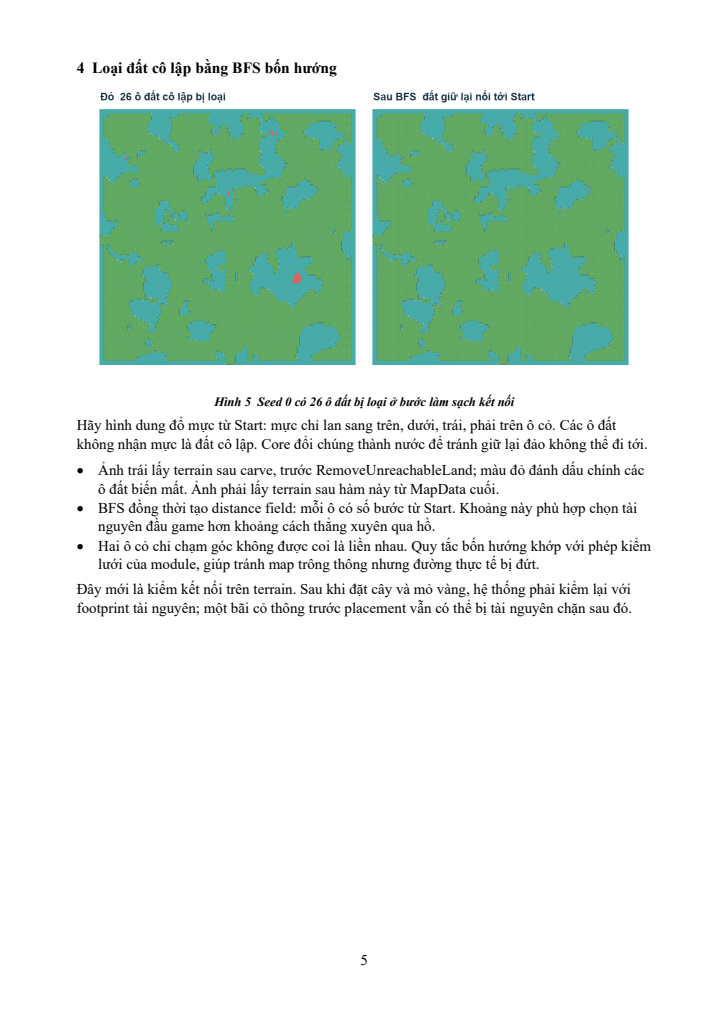 4 Loại đất cô lập bằng BFS bốn hướng
Đỏ 26 ô đất cô lập bị loại
Sau BFS đất giữ lại nối tới Start
Hình 5 Seed 0 có 26 ô đất bị loại ở bước làm sạch kết nối
Hãy hình dung đổ mực từ Start: mực chỉ lan sang trên, dưới, trái, phải trên ô cỏ. Các ô đất
không nhận mực là đất cô lập. Core đổi chúng thành nước để tránh giữ lại đảo không thể đi tới.
• Ảnh trái lấy terrain sau carve, trước RemoveUnreachableLand; màu đỏ đánh dấu chính các
ô đất biến mất. Ảnh phải lấy terrain sau hàm này từ MapData cuối.
• BFS đồng thời tạo distance field: mỗi ô có số bước từ Start. Khoảng này phù hợp chọn tài
nguyên đầu game hơn khoảng cách thẳng xuyên qua hồ.
• Hai ô cỏ chỉ chạm góc không được coi là liền nhau. Quy tắc bốn hướng khớp với phép kiểm
lưới của module, giúp tránh map trông thông nhưng đường thực tế bị đứt.
Đây mới là kiểm kết nối trên terrain. Sau khi đặt cây và mỏ vàng, hệ thống phải kiểm lại với
footprint tài nguyên; một bãi cỏ thông trước placement vẫn có thể bị tài nguyên chặn sau đó.
5